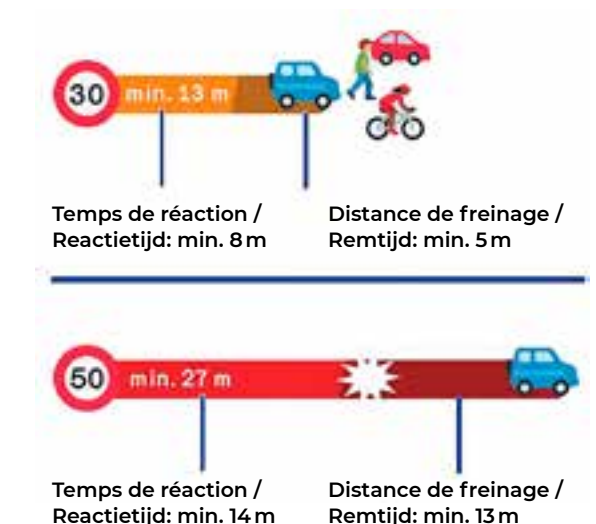 30 min. 13 m
Temps de réaction /
Reactietijd: min. 8 m
Distance de freinage /
Remtijd: min. 5 m
50 min. 27 m
Temps de réaction /
Reactietijd: min. 14 m
Distance de freinage /
Remtijd: min. 13 m